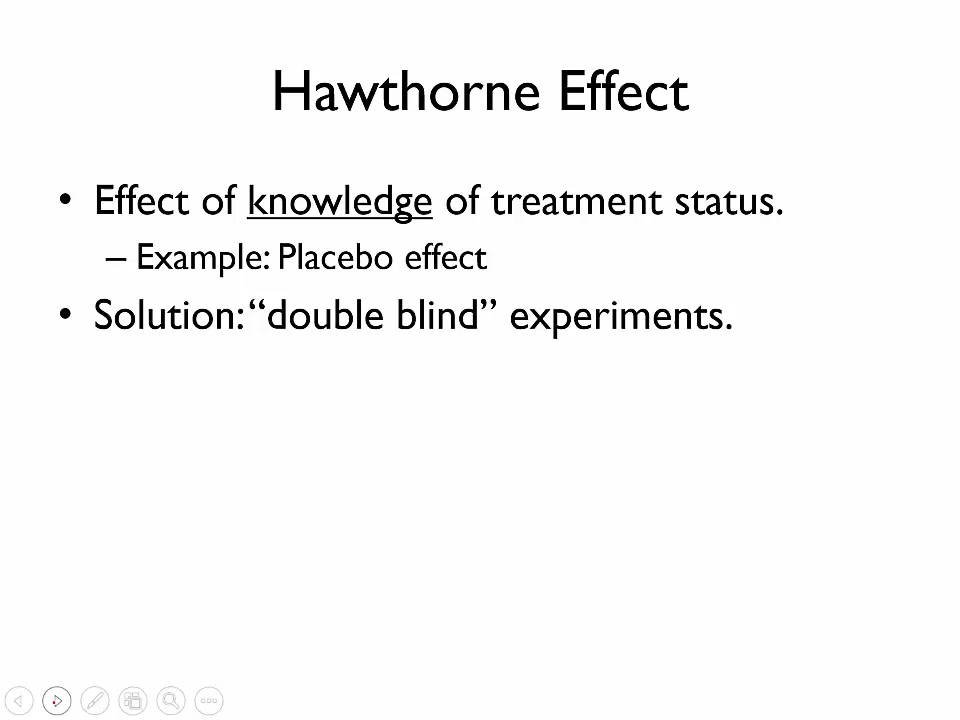 Hawthorne Effect
• Effect of knowledge of treatment status.
– Example: Placebo effect
• Solution: “double blind” experiments.